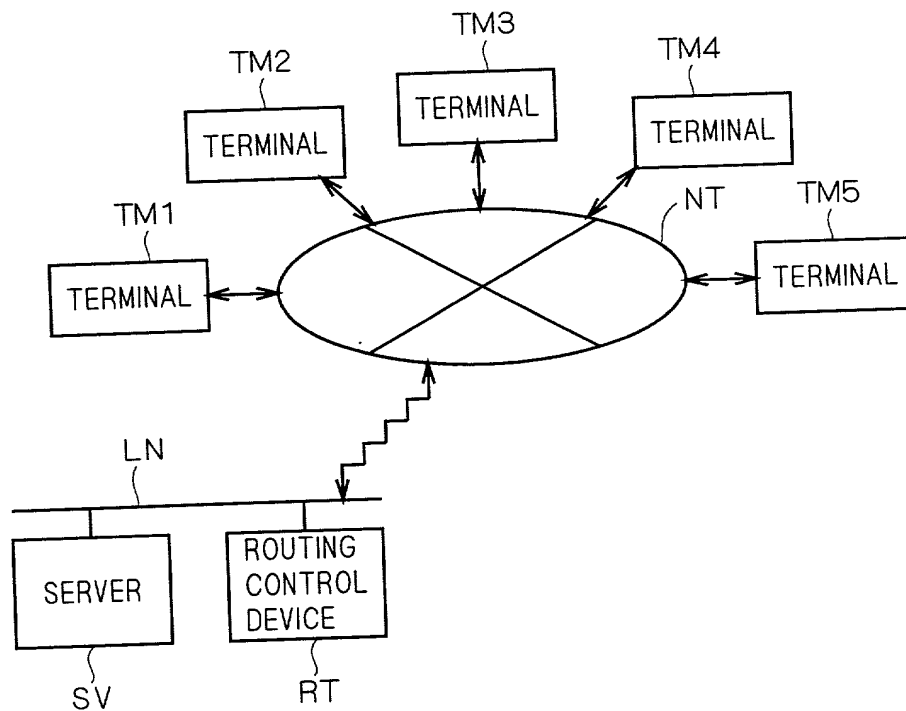 TM3
TM2
TM4
TERMINAL
TERMINAL
TERMINAL
TM1
NT
TM5
TERMINAL
TERMINAL
LN
SERVER
ROUTING
CONTROL
DEVICE
SV
RT